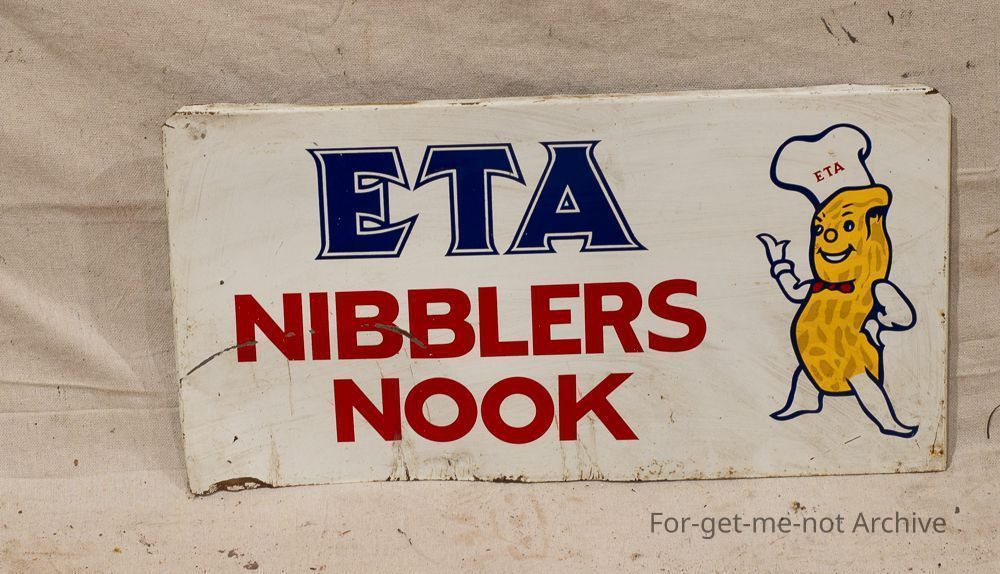 ETA
ETA
NIBBLERS
NOOK
For-get-me-not Archive